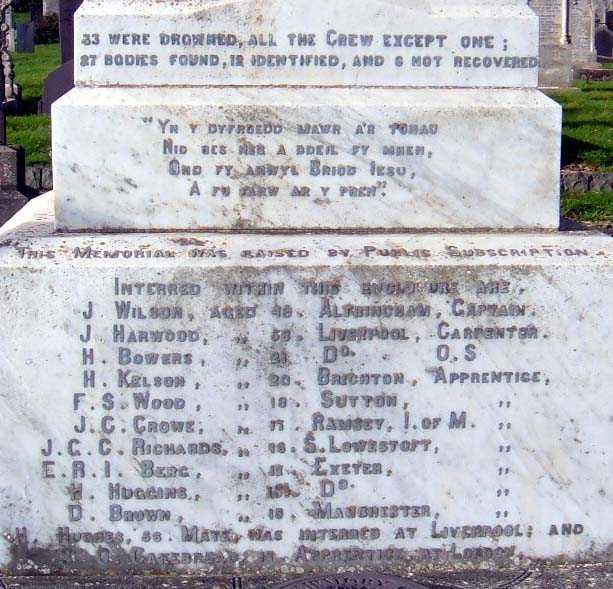 33 WERE DROWNED, ALL THE CREW EXCEPT ONE;
27 BODIES FOUND, 12 IDENTIFIED, AND 6 NOT RECOVERED
"YN Y DYFROEDD MAWR A'R TONAU
NID OES NEB A DDEIL FY MHEN,
OND FY ANWYL BRIOD IESU,
A FU FARW AR Y PREN".
THIS MEMORIAL WAS RAISED BY PUBLIC SUBSCRIPTION.
INTERRED WITHIN THIS ENCLOSURE ARE,
J. WILSON, AGED 48. ALTRINCHAM, CAPTAIN.
J. HARWOOD, „ 53. LIVERPOOL, CARPENTER.
H. BOWERS, „ 21 Do. O.S
H. KELSON, „ 20. BRIGHTON, APPRENTICE,
F. S. WOOD, „ 18. SUTTON, „
J. C. CROWE, „ 17. RAMSEY, I. OF M. „
J. C. C. RICHARDS, „ 16. S. LOWESTOFT, „
E. R. I. BERG, „ EXETER, „
H. HUGGINS, „ Do. „
D. BROWN, „ MANCHESTER, „
H. HUGHES, 56. MATE, WAS INTERRED AT LIVERPOOL: AND
APPRENTICE AT LONDON.